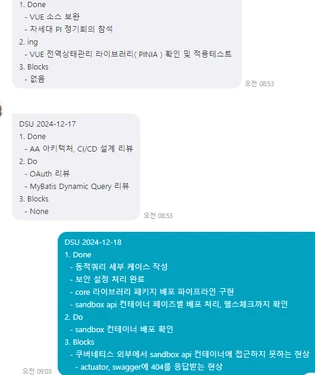 1. Done
- VUE 소스 보완
- 차세대 PI 정기회의 참석
2. ing
- VUE 전역상태관리 라이브러리( PINIA ) 확인 및 적용테스트
3. Blocks
- 없음
오전 08:53
DSU 2024-12-17
1. Done
- AA 아키텍처, CI/CD 설계 리뷰
2. Do
- OAuth 리뷰
- MyBatis Dynamic Query 리뷰
3. Blocks
- None
오전 08:53
DSU 2024-12-18
1. Done
- 동적쿼리 세부 케이스 작성
- 보안 설정 처리 완료
- core 라이브러리 패키지 배포 파이프라인 구현
- sandbox api 컨테이너 페이즈별 배포 처리, 헬스체크까지 확인
2. Do
- sandbox 컨테이너 배포 확인
3. Blocks
- 쿠버네티스 외부에서 sandbox api 컨테이너에 접근하지 못하는 현상
- actuator, swagger에 404를 응답받는 현상
오전 09:03